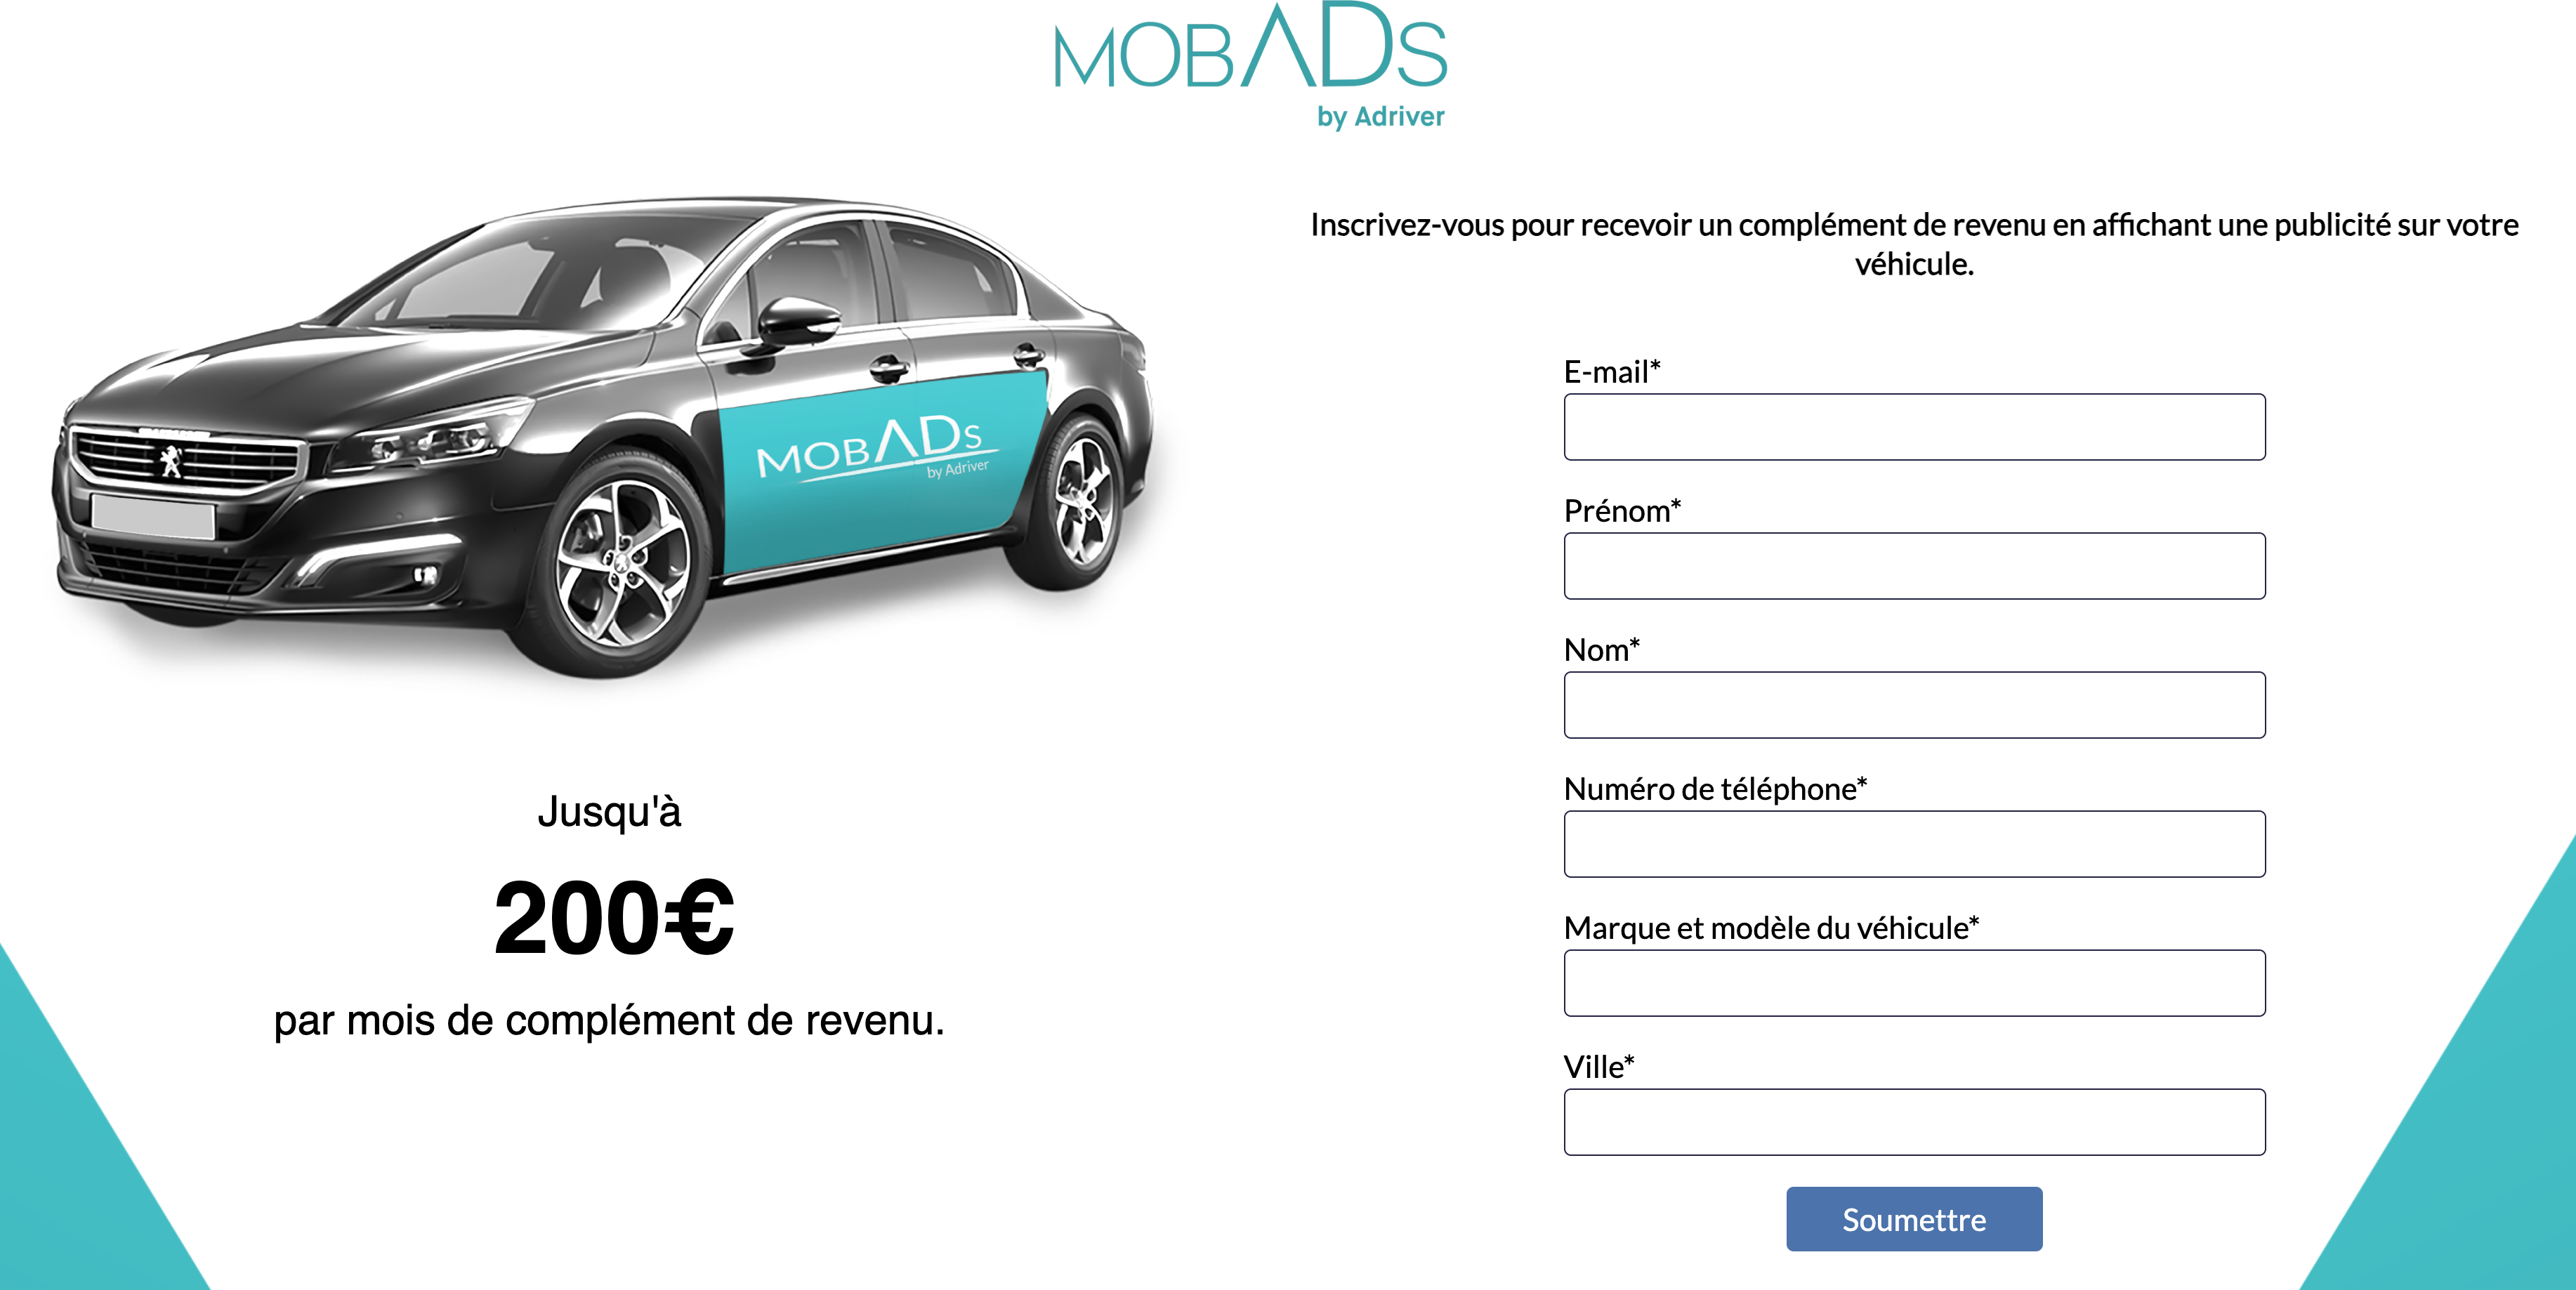 MOBADS
by Adriver
Inscrivez-vous pour recevoir un complément de revenu en affichant une publicité sur votre
véhicule.
MOBADS
by Adriver
Jusqu'à
200€
par mois de complément de revenu.
E-mail*
Prénom*
Nom*
Numéro de téléphone*
Marque et modèle du véhicule*
Ville*
Soumettre